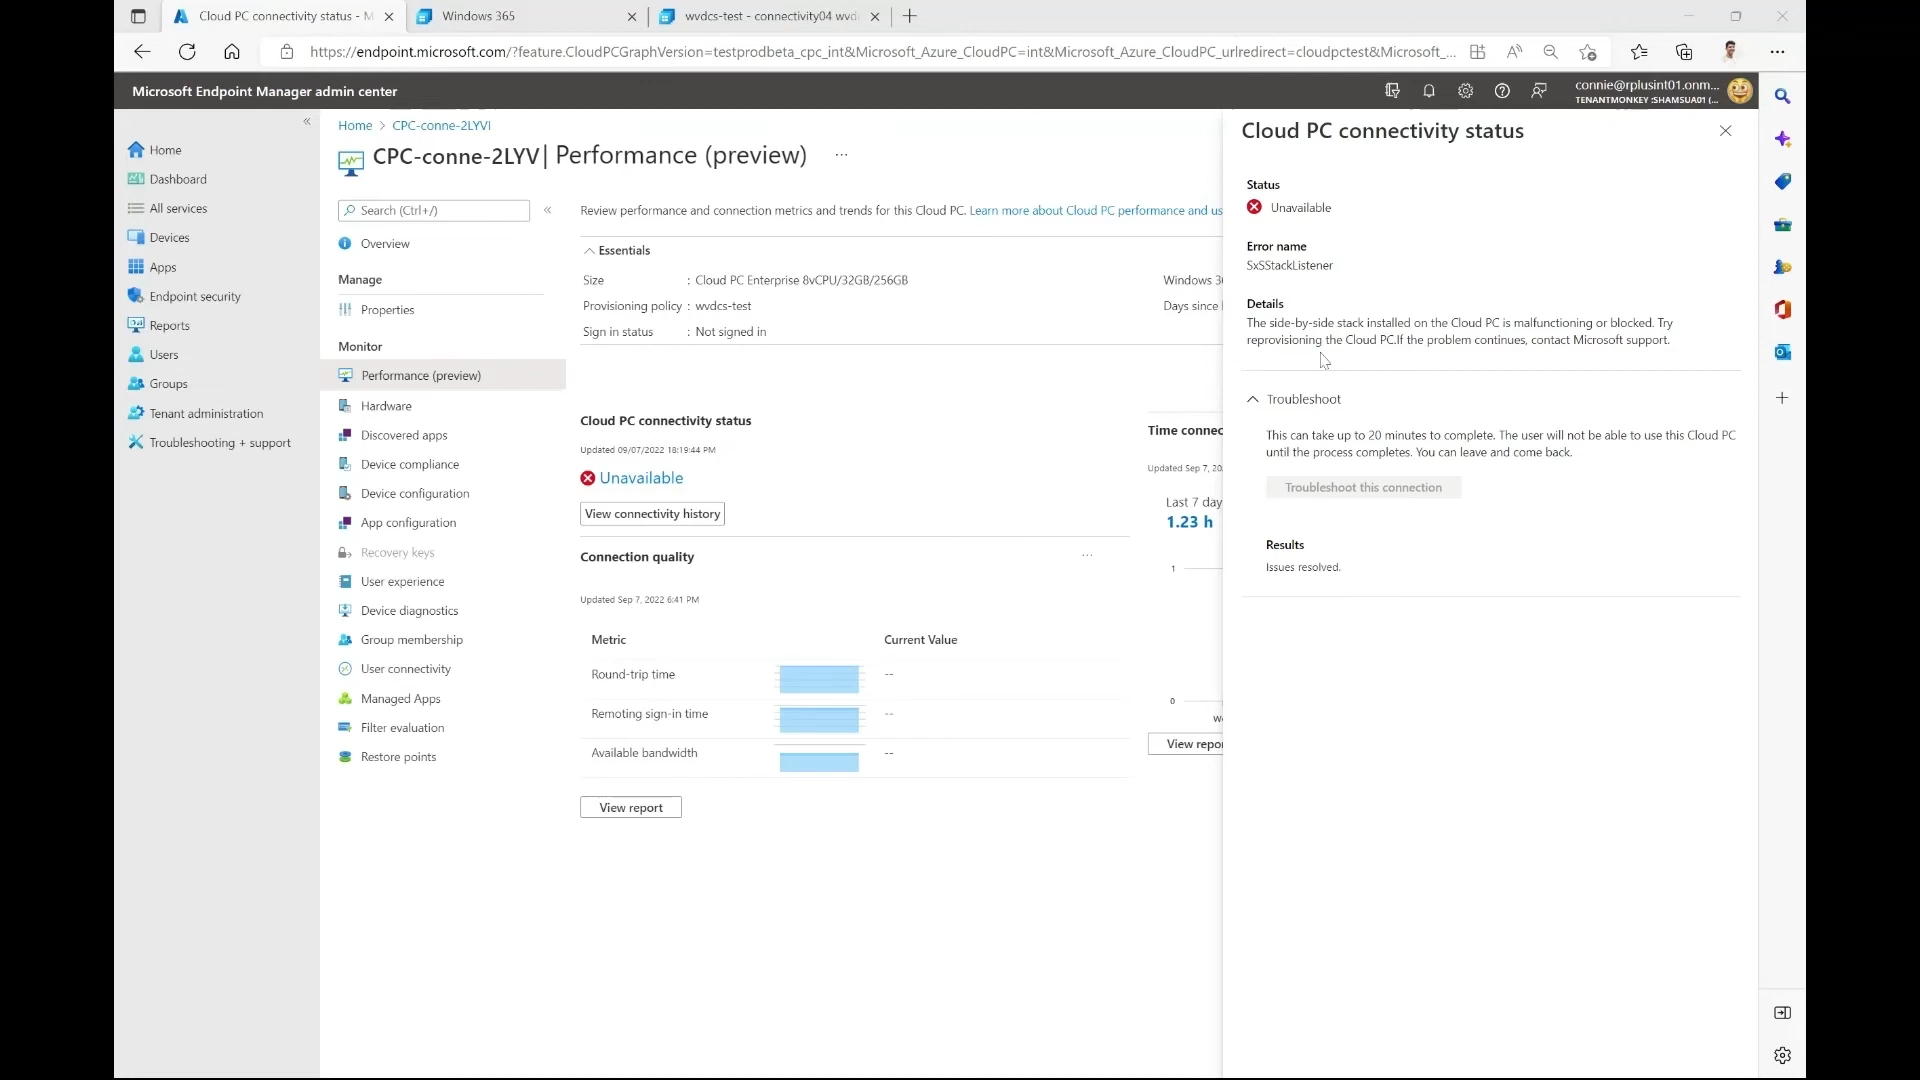 Cloud PC connectivity status - M
Windows 365
wvdcs-test - connectivity04 wvd
https://endpoint.microsoft.com/?feature.CloudPCGraphVersion=testprodbeta_cpc_int&Microsoft_Azure_CloudPC=int&Microsoft_Azure_CloudPC_urlredirect=cloudpctest&Microsoft_...
Microsoft Endpoint Manager admin center
connie@rplusint01.onm...
TENANTMONKEY :SHAMSUA01 (...
Home
Dashboard
All services
Devices
Apps
Endpoint security
Reports
Users
Groups
Tenant administration
Troubleshooting + support
Home > CPC-conne-2LYVI
CPC-conne-2LYV| Performance (preview) ...
Search (Ctrl+/)
Overview
Manage
Properties
Monitor
Performance (preview)
Hardware
Discovered apps
Device compliance
Device configuration
App configuration
Recovery keys
User experience
Device diagnostics
Group membership
User connectivity
Managed Apps
Filter evaluation
Restore points
Review performance and connection metrics and trends for this Cloud PC. Learn more about Cloud PC performance and us
Essentials
Size : Cloud PC Enterprise 8vCPU/32GB/256GB
Provisioning policy : wvdcs-test
Sign in status : Not signed in
Windows 3
Days since
Cloud PC connectivity status
Updated 09/07/2022 18:19:44 PM
Unavailable
View connectivity history
Connection quality ...
Updated Sep 7, 2022 6:41 PM
Metric Current Value
Round-trip time --
Remoting sign-in time --
Available bandwidth --
View report
Time connec
Updated Sep 7, 20
Last 7 day
1.23 h
1
0
View repor
Cloud PC connectivity status
Status
Unavailable
Error name
SxSStackListener
Details
The side-by-side stack installed on the Cloud PC is malfunctioning or blocked. Try
reprovisioning the Cloud PC.If the problem continues, contact Microsoft support.
Troubleshoot
This can take up to 20 minutes to complete. The user will not be able to use this Cloud PC
until the process completes. You can leave and come back.
Troubleshoot this connection
Results
Issues resolved.